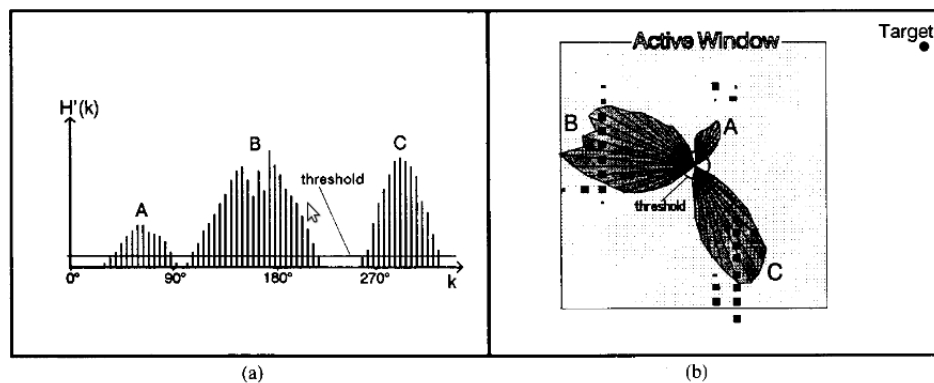 H'(k)
A
B
C
threshold
0°
90°
180°
270°
k
(a)
Active Window
Target
A
B
C
threshold
(b)